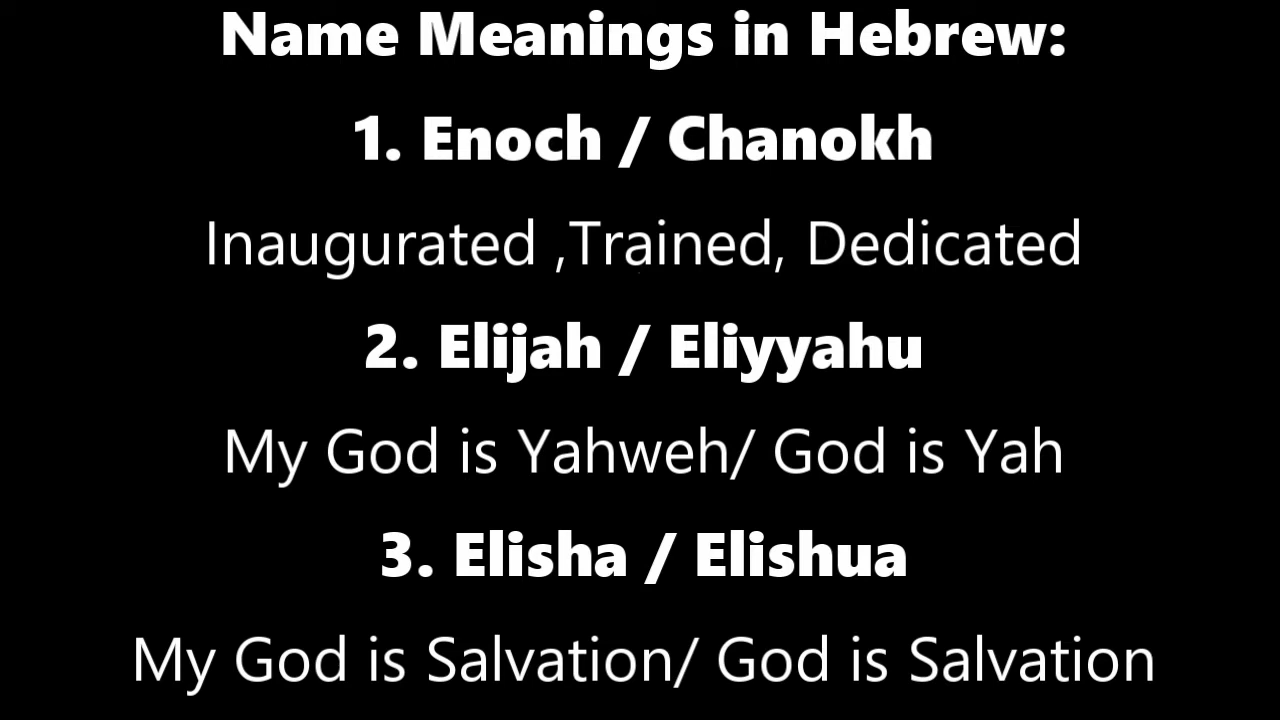 Name Meanings in Hebrew:
1. Enoch / Chanokh
Inaugurated ,Trained, Dedicated
2. Elijah / Eliyyahu
My God is Yahweh/ God is Yah
3. Elisha / Elishua
My God is Salvation/ God is Salvation